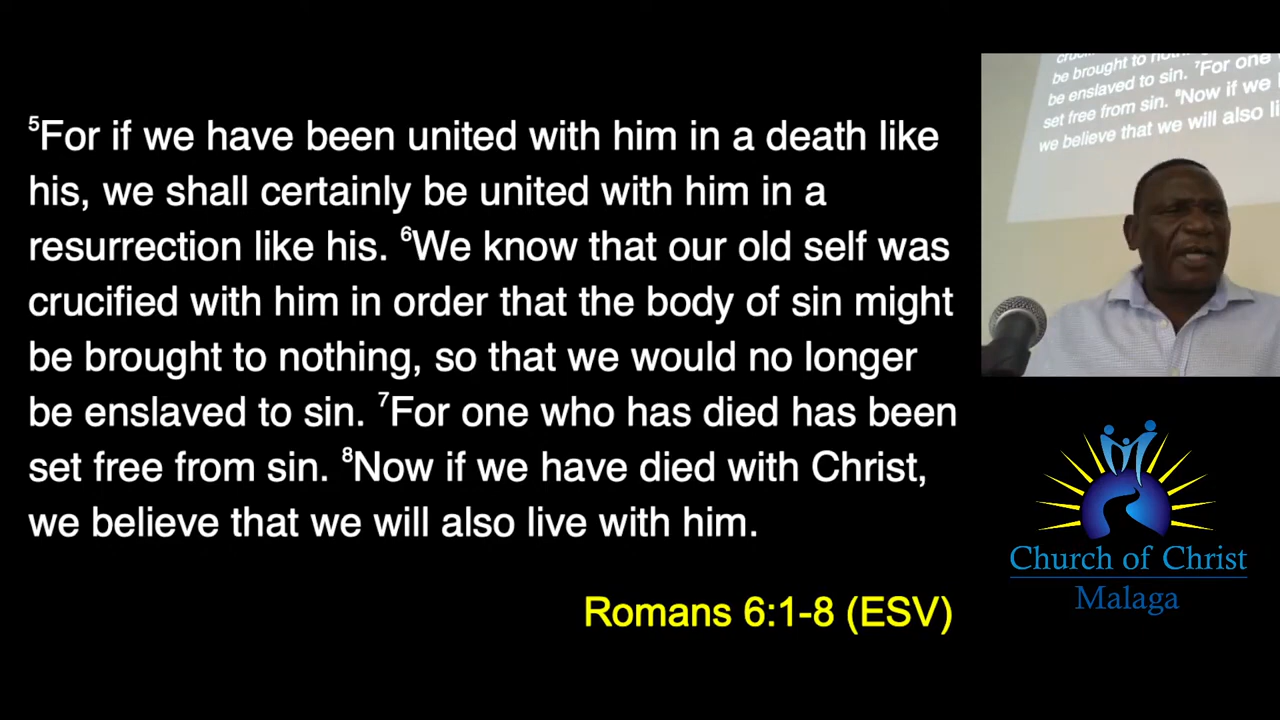 ⁵For if we have been united with him in a death like
his, we shall certainly be united with him in a
resurrection like his. ⁶We know that our old self was
crucified with him in order that the body of sin might
be brought to nothing, so that we would no longer
be enslaved to sin. ⁷For one who has died has been
set free from sin. ⁸Now if we have died with Christ,
we believe that we will also live with him.
Romans 6:1-8 (ESV)
be brought to
be enslaved to sin. ⁷For one
set free from sin. ⁸Now if we
we believe that we will also
Church of Christ
Malaga